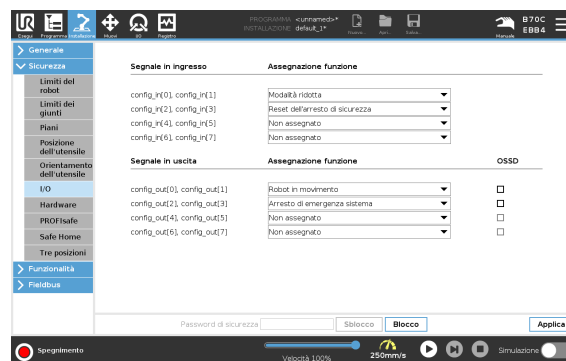 PROGRAMMA <unnamed>*
INSTALLAZIONE default_1*
Esegui Programma Installazione Muovi I/O Registro Nuovo... Apri... Salva... Manuale
B70C
EBB4
Generale
Sicurezza
Limiti del robot
Limiti dei giunti
Piani
Posizione dell'utensile
Orientamento dell'utensile
I/O
Hardware
PROFIsafe
Safe Home
Tre posizioni
Funzionalità
Fieldbus
Segnale in ingresso Assegnazione funzione
config_in[0], config_in[1] Modalità ridotta
config_in[2], config_in[3] Reset dell'arresto di sicurezza
config_in[4], config_in[5] Non assegnato
config_in[6], config_in[7] Non assegnato
Segnale in uscita Assegnazione funzione OSSD
config_out[0], config_out[1] Robot in movimento
config_out[2], config_out[3] Arresto di emergenza sistema
config_out[4], config_out[5] Non assegnato
config_out[6], config_out[7] Non assegnato
Password di sicurezza Sblocco Blocco Applica
Spegnimento Velocità 100% 250mm/s Simulazione